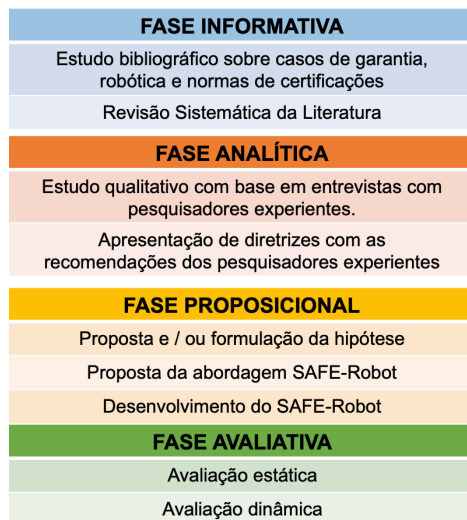 FASE INFORMATIVA
Estudo bibliográfico sobre casos de garantia,
robótica e normas de certificações
Revisão Sistemática da Literatura
FASE ANALÍTICA
Estudo qualitativo com base em entrevistas com
pesquisadores experientes.
Apresentação de diretrizes com as
recomendações dos pesquisadores experientes
FASE PROPOSICIONAL
Proposta e / ou formulação da hipótese
Proposta da abordagem SAFE-Robot
Desenvolvimento do SAFE-Robot
FASE AVALIATIVA
Avaliação estática
Avaliação dinâmica